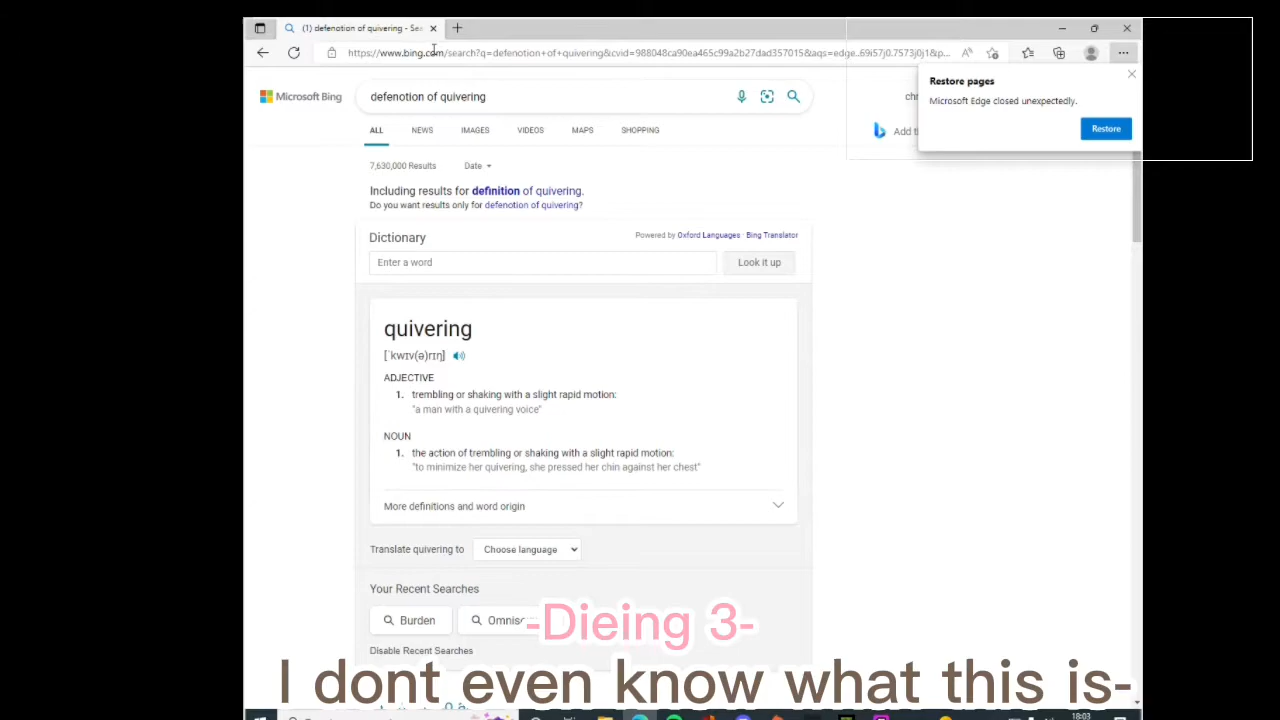 (1) defenotion of quivering - Sea
https://www.bing.com/search?q=defenotion+of+quivering&cvid=988048ca90ea465c99a2b27dad357015&aqs=edge..69i57j0.7573j0j1&p...
Restore pages
Microsoft Edge closed unexpectedly.
Restore
Microsoft Bing
defenotion of quivering
chr
Add th
ALL NEWS IMAGES VIDEOS MAPS SHOPPING
7,630,000 Results Date
Including results for definition of quivering.
Do you want results only for defenotion of quivering?
Dictionary
Powered by Oxford Languages · Bing Translator
Enter a word
Look it up
quivering
[ˈkwɪv(ə)rɪŋ]
ADJECTIVE
1. trembling or shaking with a slight rapid motion:
"a man with a quivering voice"
NOUN
1. the action of trembling or shaking with a slight rapid motion:
"to minimize her quivering, she pressed her chin against her chest"
More definitions and word origin
Translate quivering to Choose language
Your Recent Searches
Burden
-Dieing 3-
Disable Recent Searches
I dont even know what this is-
18:03